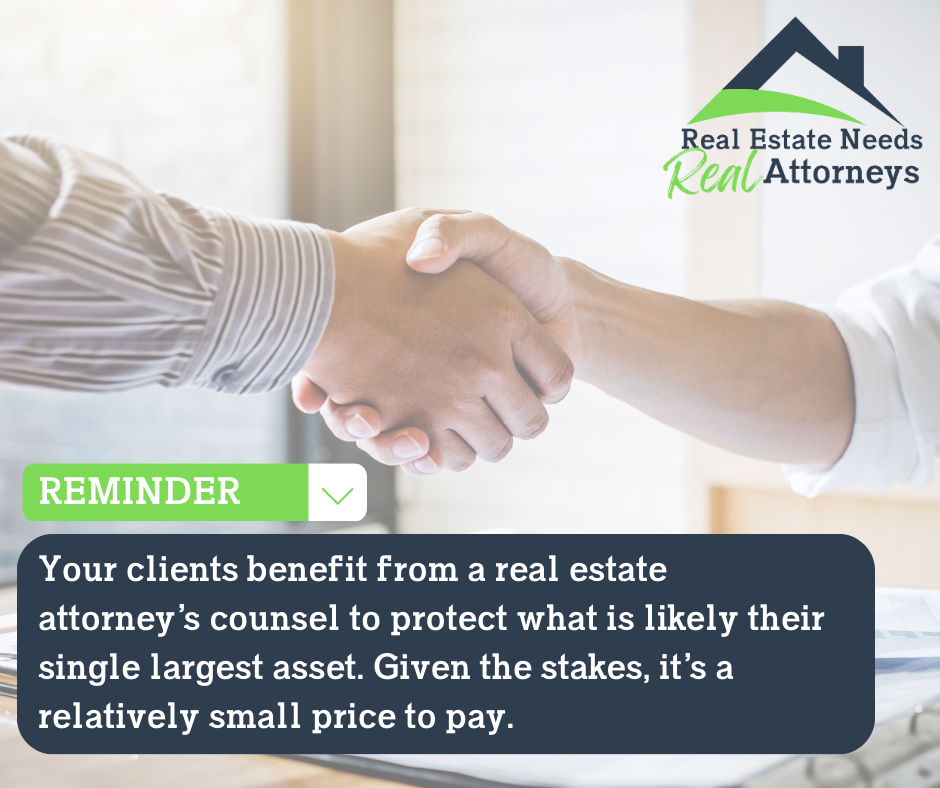 Real Estate Needs
Real Attorneys
REMINDER
Your clients benefit from a real estate
attorney’s counsel to protect what is likely their
single largest asset. Given the stakes, it’s a
relatively small price to pay.